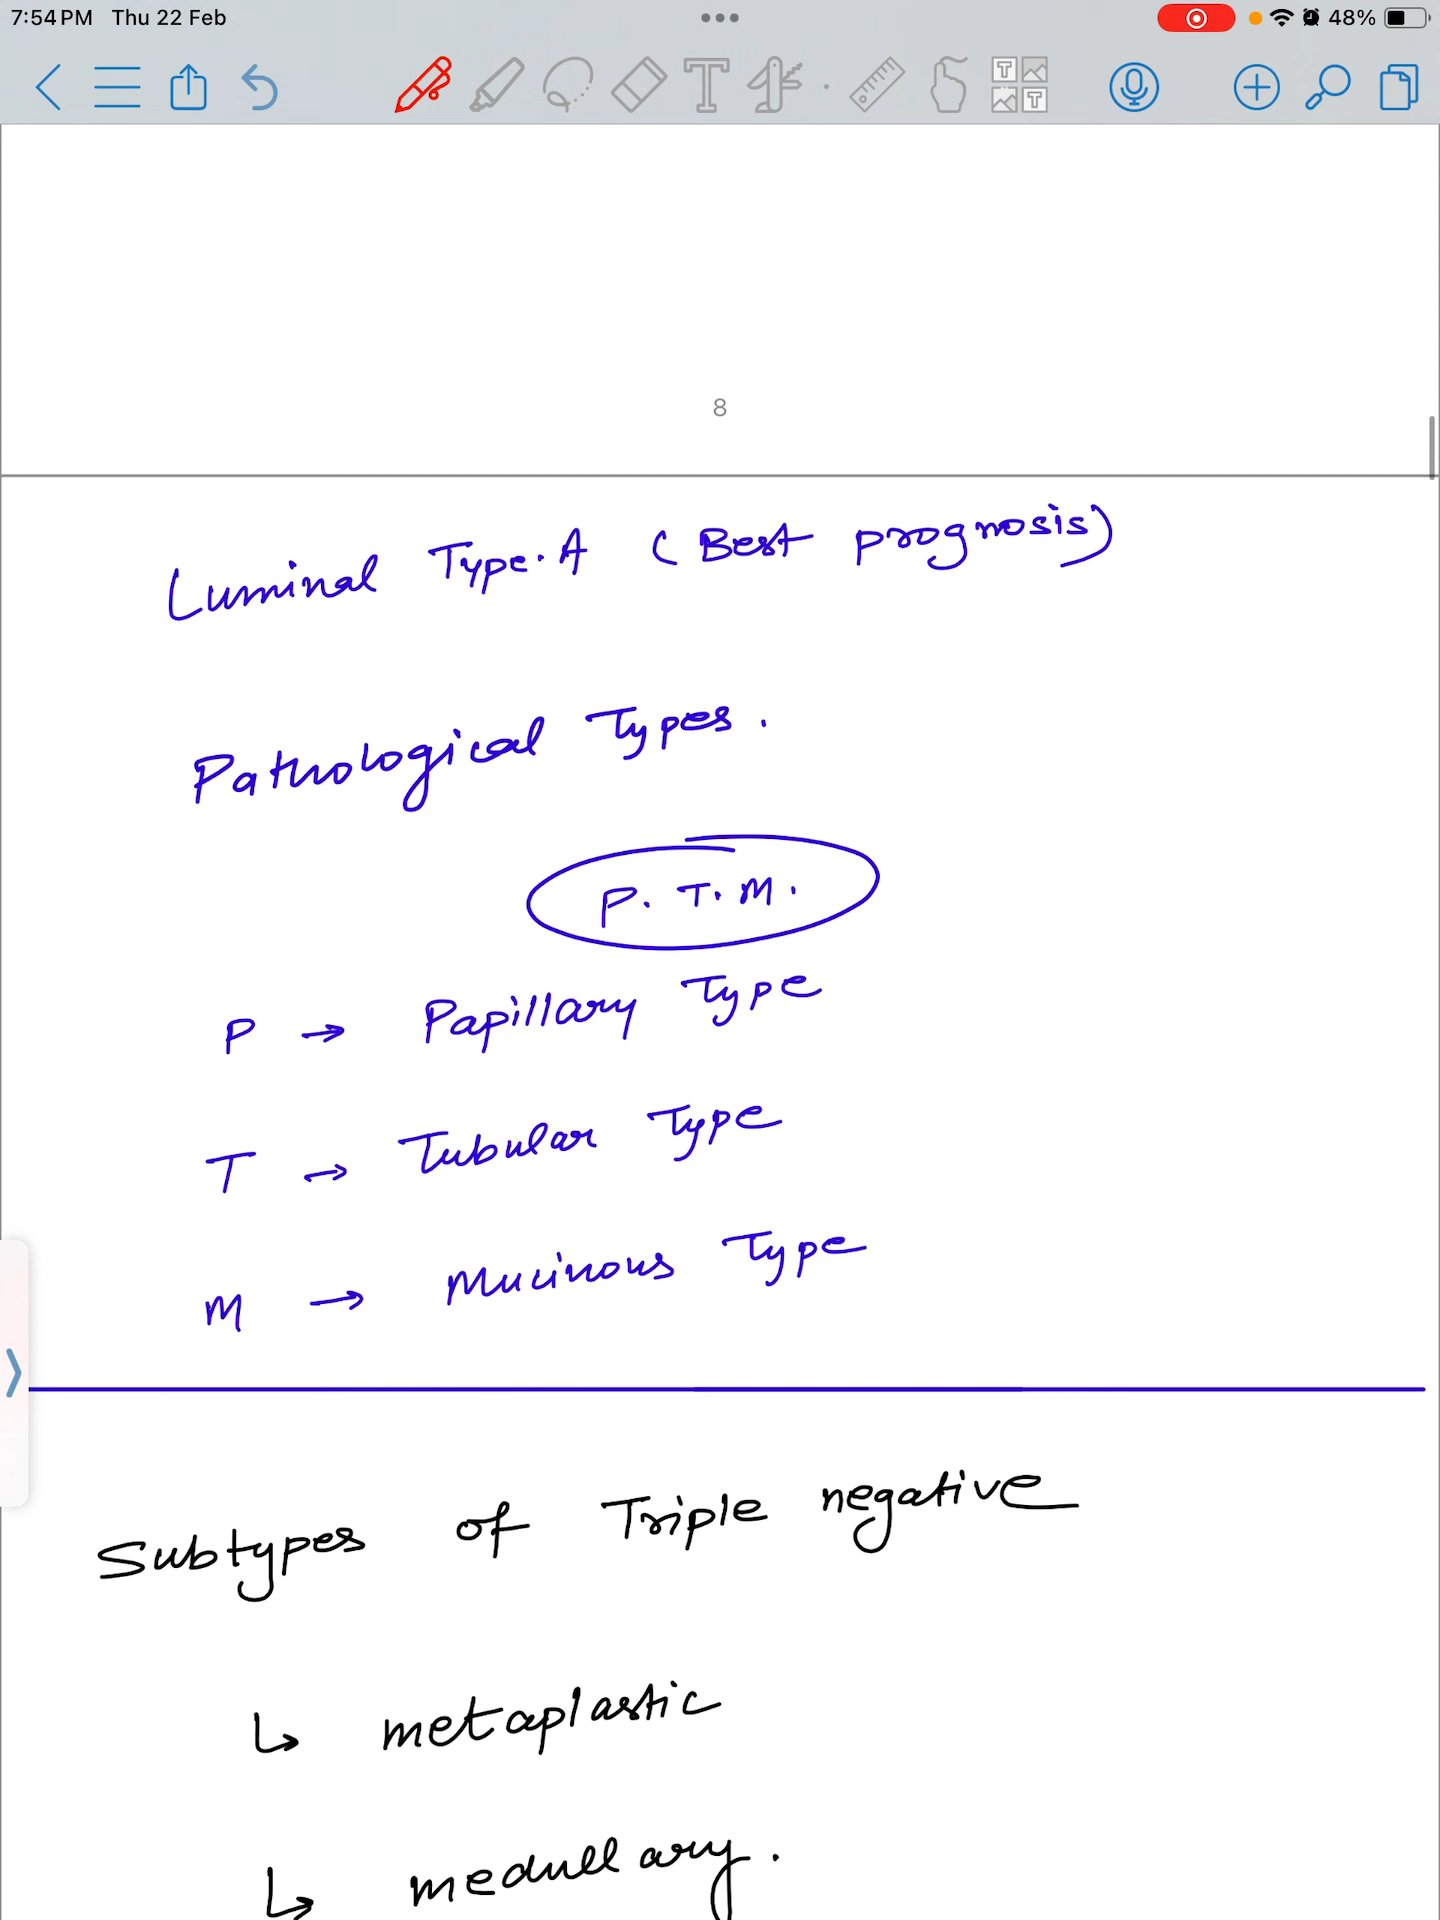 7:54 PM Thu 22 Feb
48%
8
Luminal Type.A (Best prognosis)
Pathological Types.
P. T. M.
P → Papillary Type
T → Tubular Type
M → Mucinous Type
Subtypes of Triple negative
↳ metaplastic
↳ medullary.